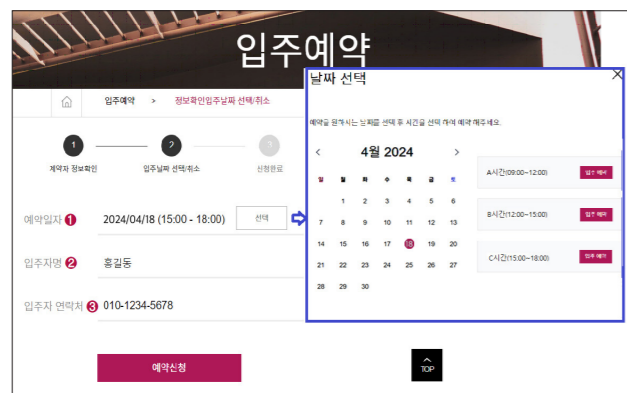 입주예약
입주예약 > 정보확인입주날짜 선택/취소
1 2 3
계약자 정보확인 입주날짜 선택/취소 신청완료
예약일자 1 2024/04/18 (15:00 - 18:00) 선택
입주자명 2 홍길동
입주자 연락처 3 010-1234-5678
예약신청
날짜 선택
예약을 원하시는 날짜를 선택 후 시간을 선택 하여 예약 해주세요.
< 4월 2024 >
일 월 화 수 목 금 토
1 2 3 4 5 6
7 8 9 10 11 12 13
14 15 16 17 18 19 20
21 22 23 24 25 26 27
28 29 30
A시간(09:00~12:00) 입주 예약
B시간(12:00~15:00) 입주 예약
C시간(15:00~18:00) 입주 예약
TOP